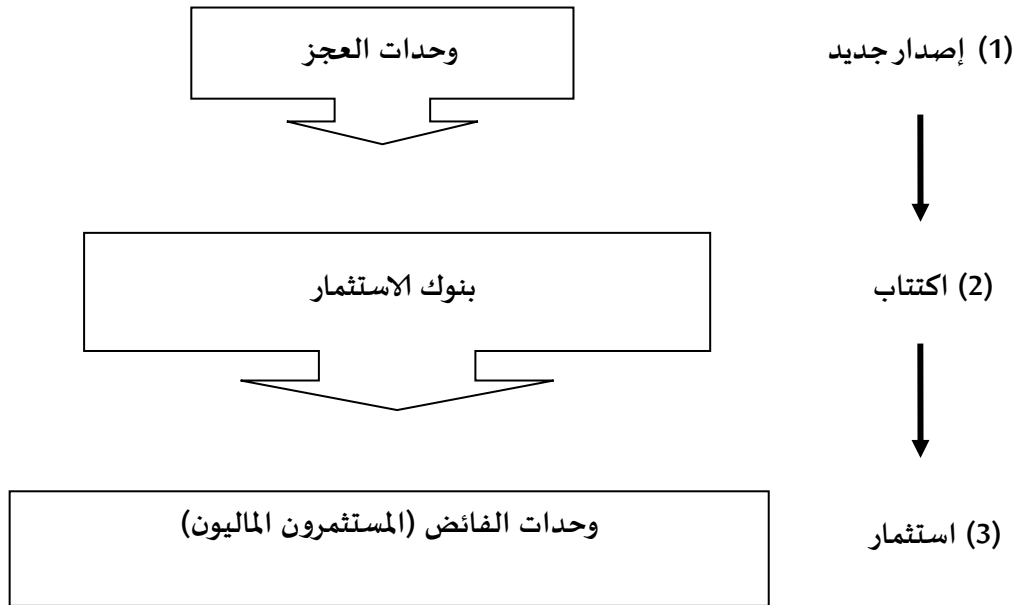 (1) إصدار جديد
وحدات العجز
(2) اكتتاب
بنوك الاستثمار
(3) استثمار
وحدات الفائض (المستثمرون الماليون)